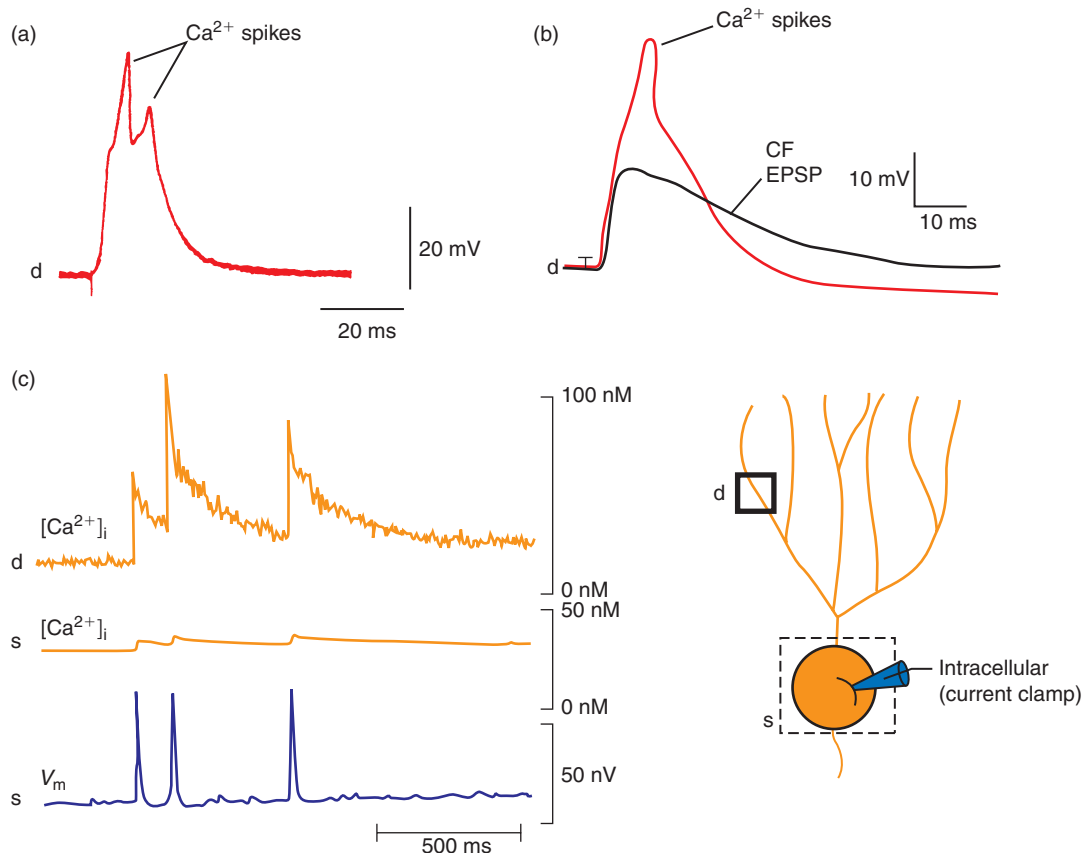 (a)
Ca²⁺ spikes
d
20 mV
20 ms
(b)
Ca²⁺ spikes
CF
EPSP
10 mV
10 ms
d
(c)
100 nM
[Ca²⁺]ᵢ
d
0 nM
50 nM
s
[Ca²⁺]ᵢ
0 nM
Vₘ
s
50 nV
500 ms
d
Intracellular
(current clamp)
s